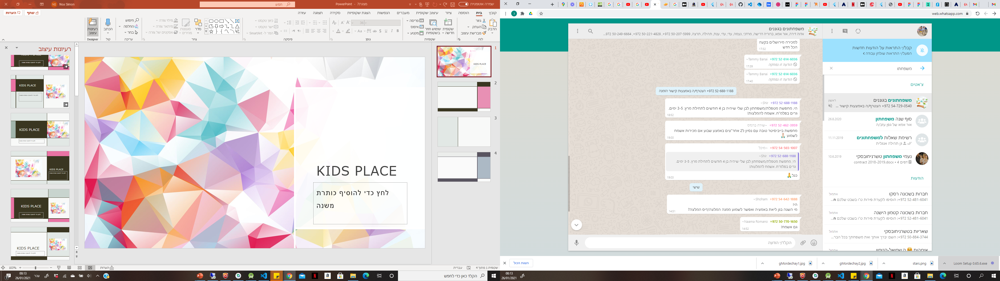 שמירה אוטומטית
מצגת7 - PowerPoint
חפש
Noa Simon
NS
קובץ
בית
הוספה
ציור
עיצוב שקופית
מעברים
הנפשות
הצגת שקופיות
סקירה
תצוגה
עזרה
שתף
הערות
הדבק
גזור
העתק
מברשת עיצוב
לוח
שקופית חדשה
שימוש חוזר בשקופיות
פריסה
איפוס
מקטע
שקופיות
36
גופן
כיוון טקסט
ישר טקסט
המר ל- SmartArt
פיסקה
סדר
סגנונות מהירים
מילוי צורה
מיתאר צורה
אפקטים של צורה
ציור
חיפוש
החלפה
בחר
עריכה
הכתב
קול
רעיונות עיצוב
Designer
רעיונות עיצוב
KIDS PLACE
KIDS PLACE
KIDS PLACE
KIDS PLACE
KIDS PLACE
KIDS PLACE
KIDS PLACE
לחץ כדי להוסיף כותרת
משנה
1
KIDS PLACE
2
3
4
שקופית 1 מתוך 4
עברית
הערות
103%
הקלד כאן כדי לחפש
עבר
00:13
26/01/2021
web.whatsapp.com
משפחתונים בגוננים
אדוה דירה, אור אמא, ברוריה דרישה, מרדכי, נעמה, עדי, עדי, ענת, תהילה, תרצה, +972 50-207-5999, +972 50-221-4828, +972 50-249-6664...
למכירה מירושלים בקעה
הכל חדש
17:32
+972 52-614-6036 ~Tammy Banai
הודעה זו נמחקה
17:39
+972 52-614-6036 ~Tammy Banai
הודעה זו נמחקה
17:40
+972 52-688-1188 הצטרף/ה באמצעות קישור הזמנה
+972 52-688-1188 ~Shir
הי, מחפשת מטפלת/משפחתון לבן שלי שיהיה בן 4 חודשים לתחילת מרץ. 3-5 ימים.
גרים בפלמ"ח. אשמח להמלצות!
18:52
+972 52-462-3959 ~שירה ברנדס
מחפשת בייביסיטר טובה עם נסיון ל2 אחר"צים באמצע שבוע אם מכירות אשמח
לשמוע 🙏🏻
19:00
+972 54-565-1007 ~מיכל
+972 52-688-1188 ~Shir
הי, מחפשת מטפלת/משפחתון לבן שלי שיהיה בן 4 חודשים לתחילת מרץ. 3-5 ימים.
גרים בפלמ"ח. אשמח להמלצות!
כנל🙏
19:03
שישי
+972 54-642-1888 ~Shoham
הי!
מי השנה בגן ליאת באמציה ואפשר לשמוע ממנה המלצה/דיס המלצה?
14:51
+972 50-770-1650 ~Naama Romano
גם אשמח!
14:52
הקלד/י הודעה
קבל/י התראות על הודעות חדשות
הפעל/י התראות שולחן עבודה
משפחתו
צ'אטים
משפחתונים בגוננים
ראשון
+972 54-729-0540 הצטרף/ה באמצעות קישור ...
סוף שנה משפחתון
26.8.2020
אור אמא של גפן עזב/ה
רשימת שאלות למשפחתונים
11.11.2019
גן תהילה אנגלית
נעמי משפחתון טשרניחובסקי
10.6.2019
4 דפים • contract 2018-2019.docx
הודעות
חברות בשכונה רסקו
אתמול
+972 52-481-6041: הוסיפו לקערת פירות ט"ו בשבט שלכם ח...
חברות בשכונה קטמון הישנה
אתמול
+972 52-481-6041: הוסיפו לקערת פירות ט"ו בשבט שלכם ח...
שאריות בטשרניחובסקי
אתמול
+972 50-884-3744: השם יברך אותך ואת משפחתך בכל הבר...
אתמול
Loom Setup 0.65.6.exe
stars.png
gMordechay2.jpg
gMordechay1.jpg
הצגת הכול
00:13
26/01/2021